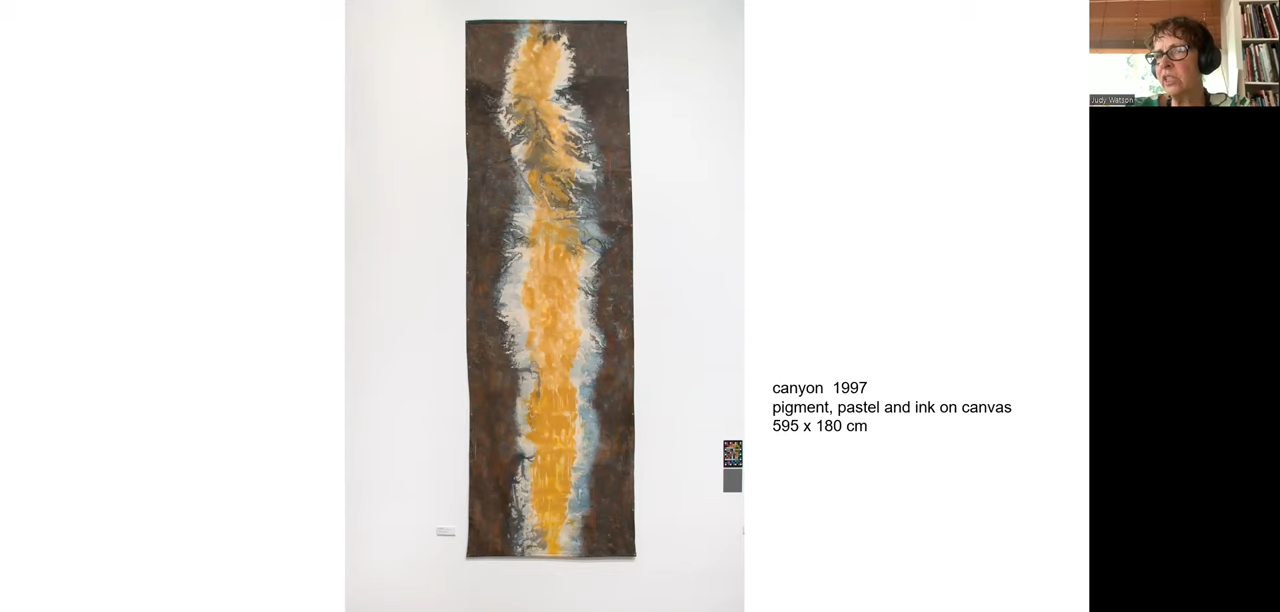 Judy Watson
canyon  1997
pigment, pastel and ink on canvas
595 x 180 cm